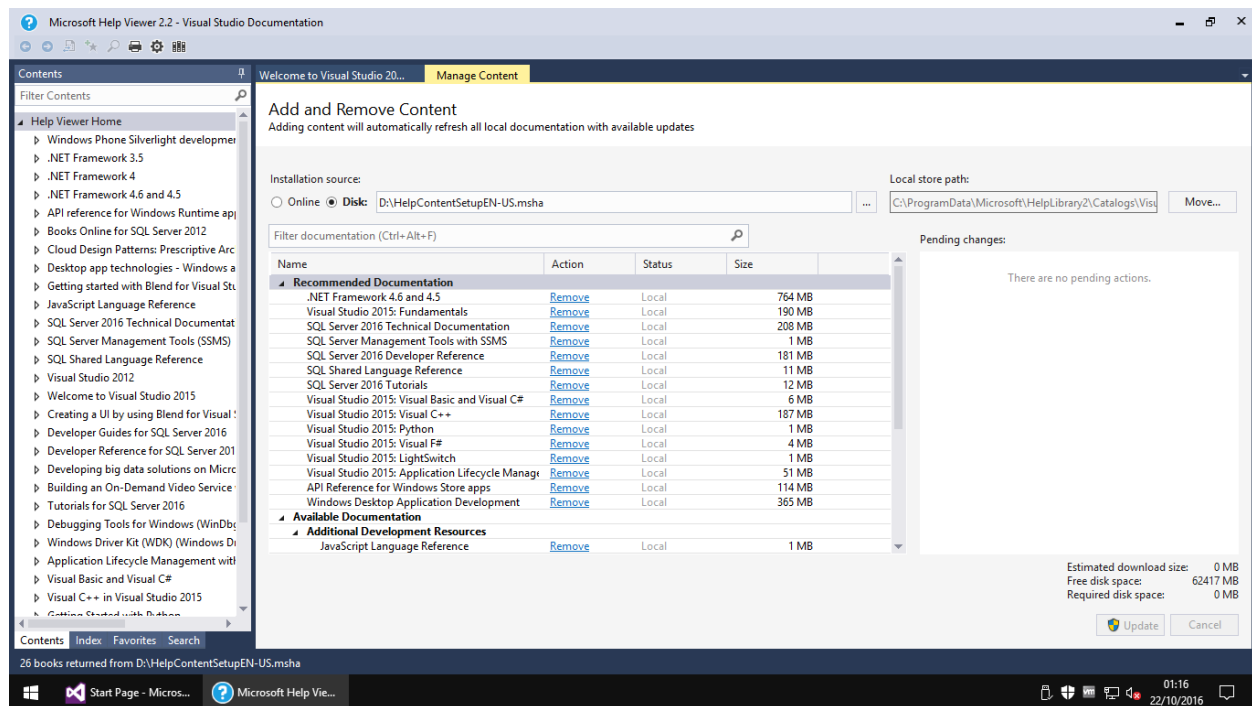 Microsoft Help Viewer 2.2 - Visual Studio Documentation
Contents
Filter Contents
Help Viewer Home
Windows Phone Silverlight developmen
.NET Framework 3.5
.NET Framework 4
.NET Framework 4.6 and 4.5
API reference for Windows Runtime app
Books Online for SQL Server 2012
Cloud Design Patterns: Prescriptive Arc
Desktop app technologies - Windows a
Getting started with Blend for Visual Stu
JavaScript Language Reference
SQL Server 2016 Technical Documentat
SQL Server Management Tools (SSMS)
SQL Shared Language Reference
Visual Studio 2012
Welcome to Visual Studio 2015
Creating a UI by using Blend for Visual S
Developer Guides for SQL Server 2016
Developer Reference for SQL Server 201
Developing big data solutions on Micro
Building an On-Demand Video Service
Tutorials for SQL Server 2016
Debugging Tools for Windows (WinDbg
Windows Driver Kit (WDK) (Windows Dr
Application Lifecycle Management with
Visual Basic and Visual C#
Visual C++ in Visual Studio 2015
Getting Started with Python
Contents Index Favorites Search
Welcome to Visual Studio 20... Manage Content
Add and Remove Content
Adding content will automatically refresh all local documentation with available updates
Installation source:
Online Disk: D:\HelpContentSetupEN-US.msha ...
Local store path:
C:\ProgramData\Microsoft\HelpLibrary2\Catalogs\Visu Move...
Filter documentation (Ctrl+Alt+F)
Name Action Status Size
Recommended Documentation
.NET Framework 4.6 and 4.5 Remove Local 764 MB
Visual Studio 2015: Fundamentals Remove Local 190 MB
SQL Server 2016 Technical Documentation Remove Local 208 MB
SQL Server Management Tools with SSMS Remove Local 1 MB
SQL Server 2016 Developer Reference Remove Local 181 MB
SQL Shared Language Reference Remove Local 11 MB
SQL Server 2016 Tutorials Remove Local 12 MB
Visual Studio 2015: Visual Basic and Visual C# Remove Local 6 MB
Visual Studio 2015: Visual C++ Remove Local 187 MB
Visual Studio 2015: Python Remove Local 1 MB
Visual Studio 2015: Visual F# Remove Local 4 MB
Visual Studio 2015: LightSwitch Remove Local 1 MB
Visual Studio 2015: Application Lifecycle Manage Remove Local 51 MB
API Reference for Windows Store apps Remove Local 114 MB
Windows Desktop Application Development Remove Local 365 MB
Available Documentation
Additional Development Resources
JavaScript Language Reference Remove Local 1 MB
Pending changes:
There are no pending actions.
Estimated download size: 0 MB
Free disk space: 62417 MB
Required disk space: 0 MB
Update Cancel
26 books returned from D:\HelpContentSetupEN-US.msha
Start Page - Micros... Microsoft Help Vie... vm 01:16
22/10/2016